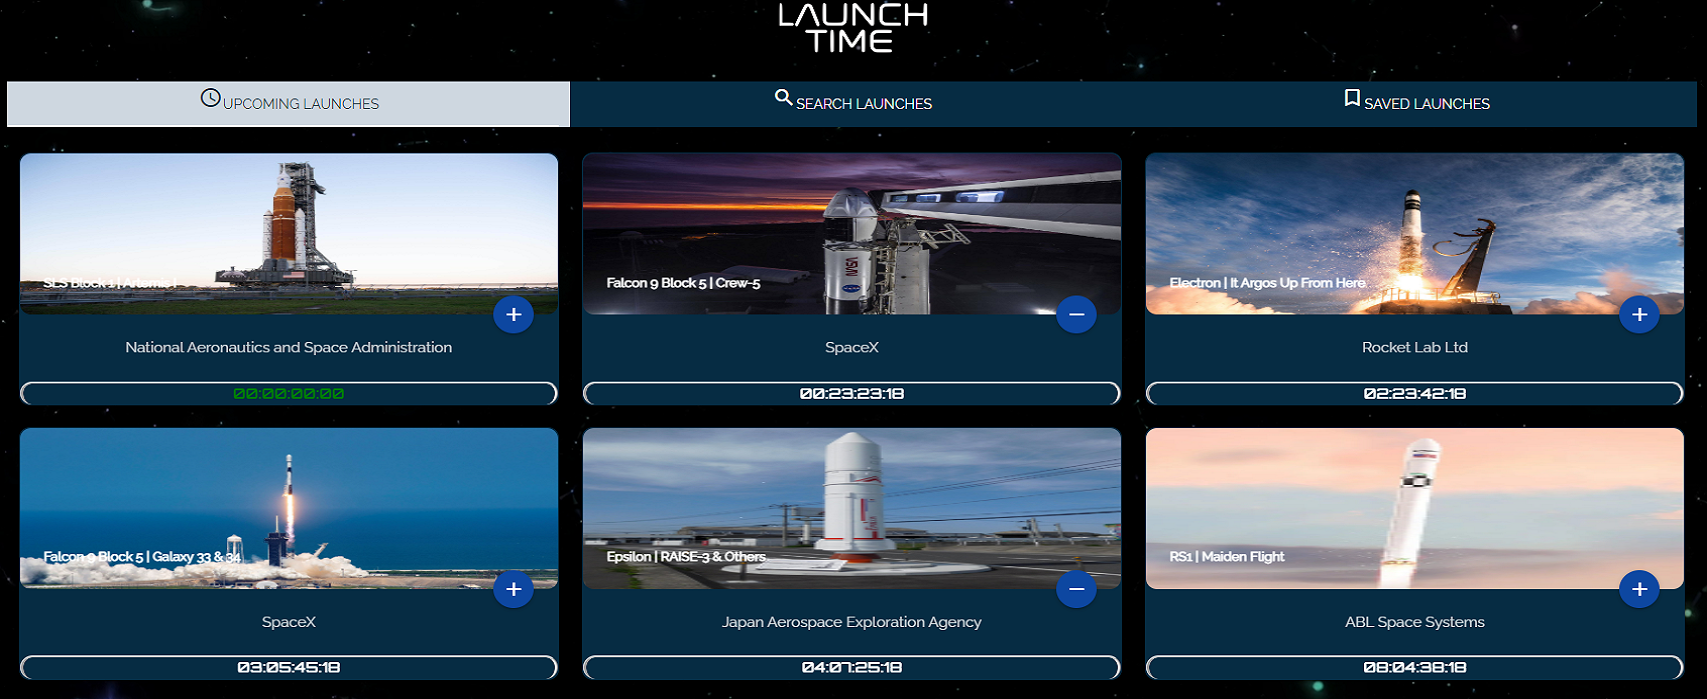 LAUNCH
TIME
UPCOMING LAUNCHES
SEARCH LAUNCHES
SAVED LAUNCHES
SLS Block 1 | Artemis I
Falcon 9 Block 5 | Crew-5
Electron | It Argos Up From Here
National Aeronautics and Space Administration
SpaceX
Rocket Lab Ltd
00:00:00:00
00:23:23:18
02:23:42:18
Falcon 9 Block 5 | Galaxy 33 & 34
Epsilon | RAISE-3 & Others
RS1 | Maiden Flight
SpaceX
Japan Aerospace Exploration Agency
ABL Space Systems
03:05:45:18
04:07:25:18
08:04:38:18